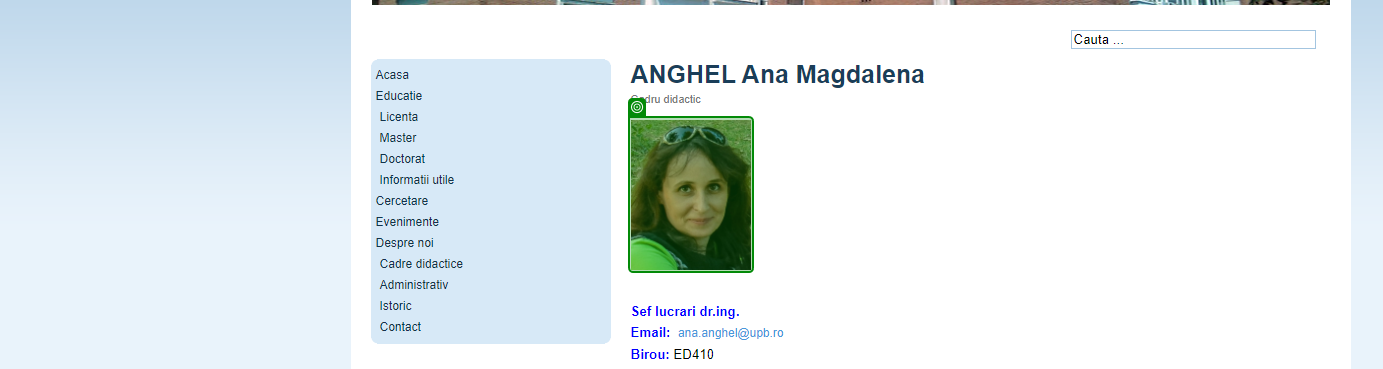 Cauta ...
Acasa
Educatie
Licenta
Master
Doctorat
Informatii utile
Cercetare
Evenimente
Despre noi
Cadre didactice
Administrativ
Istoric
Contact
ANGHEL Ana Magdalena
Cadru didactic
Sef lucrari dr.ing.
Email: ana.anghel@upb.ro
Birou: ED410